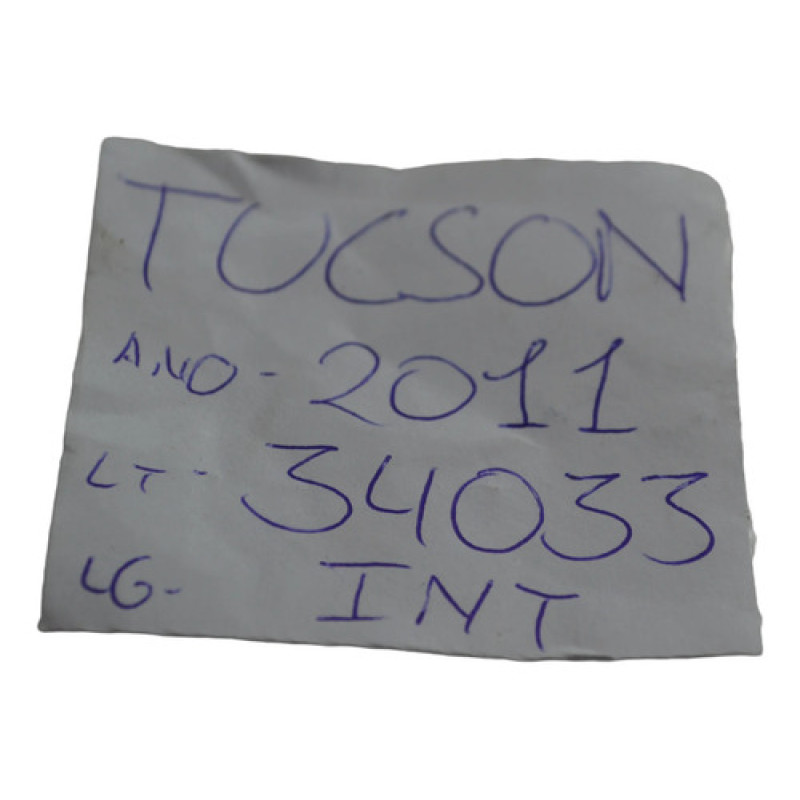 TUCSON
ANO- 2011
LT- 34033
LG- INT